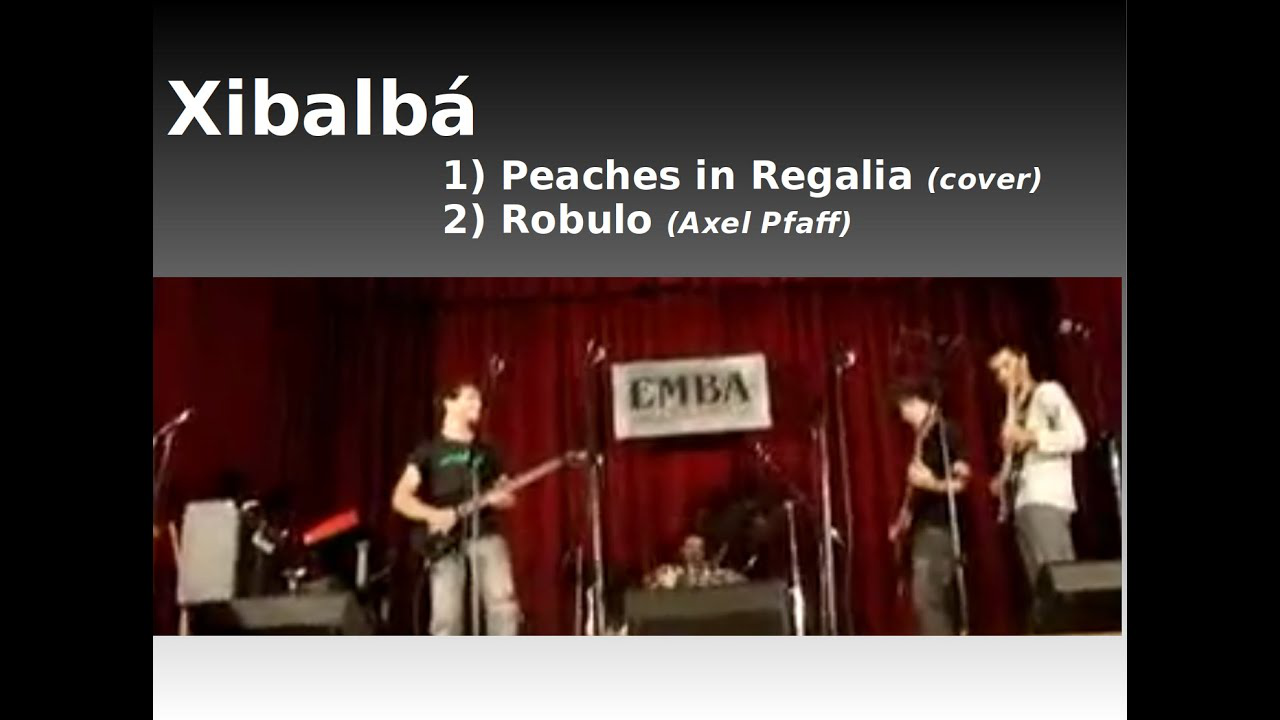 Xibalbá
1) Peaches in Regalia (cover)
2) Robulo (Axel Pfaff)
EMBA